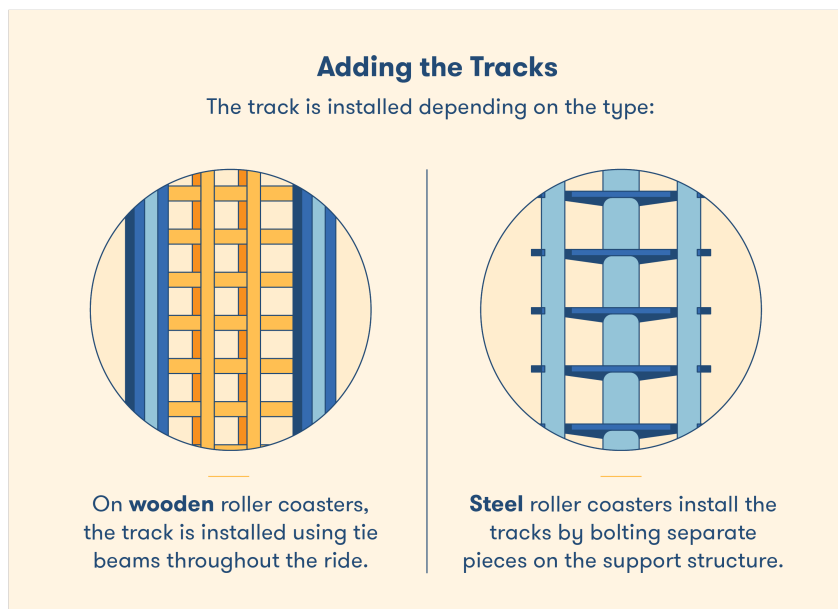 Adding the Tracks
The track is installed depending on the type:
On wooden roller coasters,
the track is installed using tie
beams throughout the ride.
Steel roller coasters install the
tracks by bolting separate
pieces on the support structure.